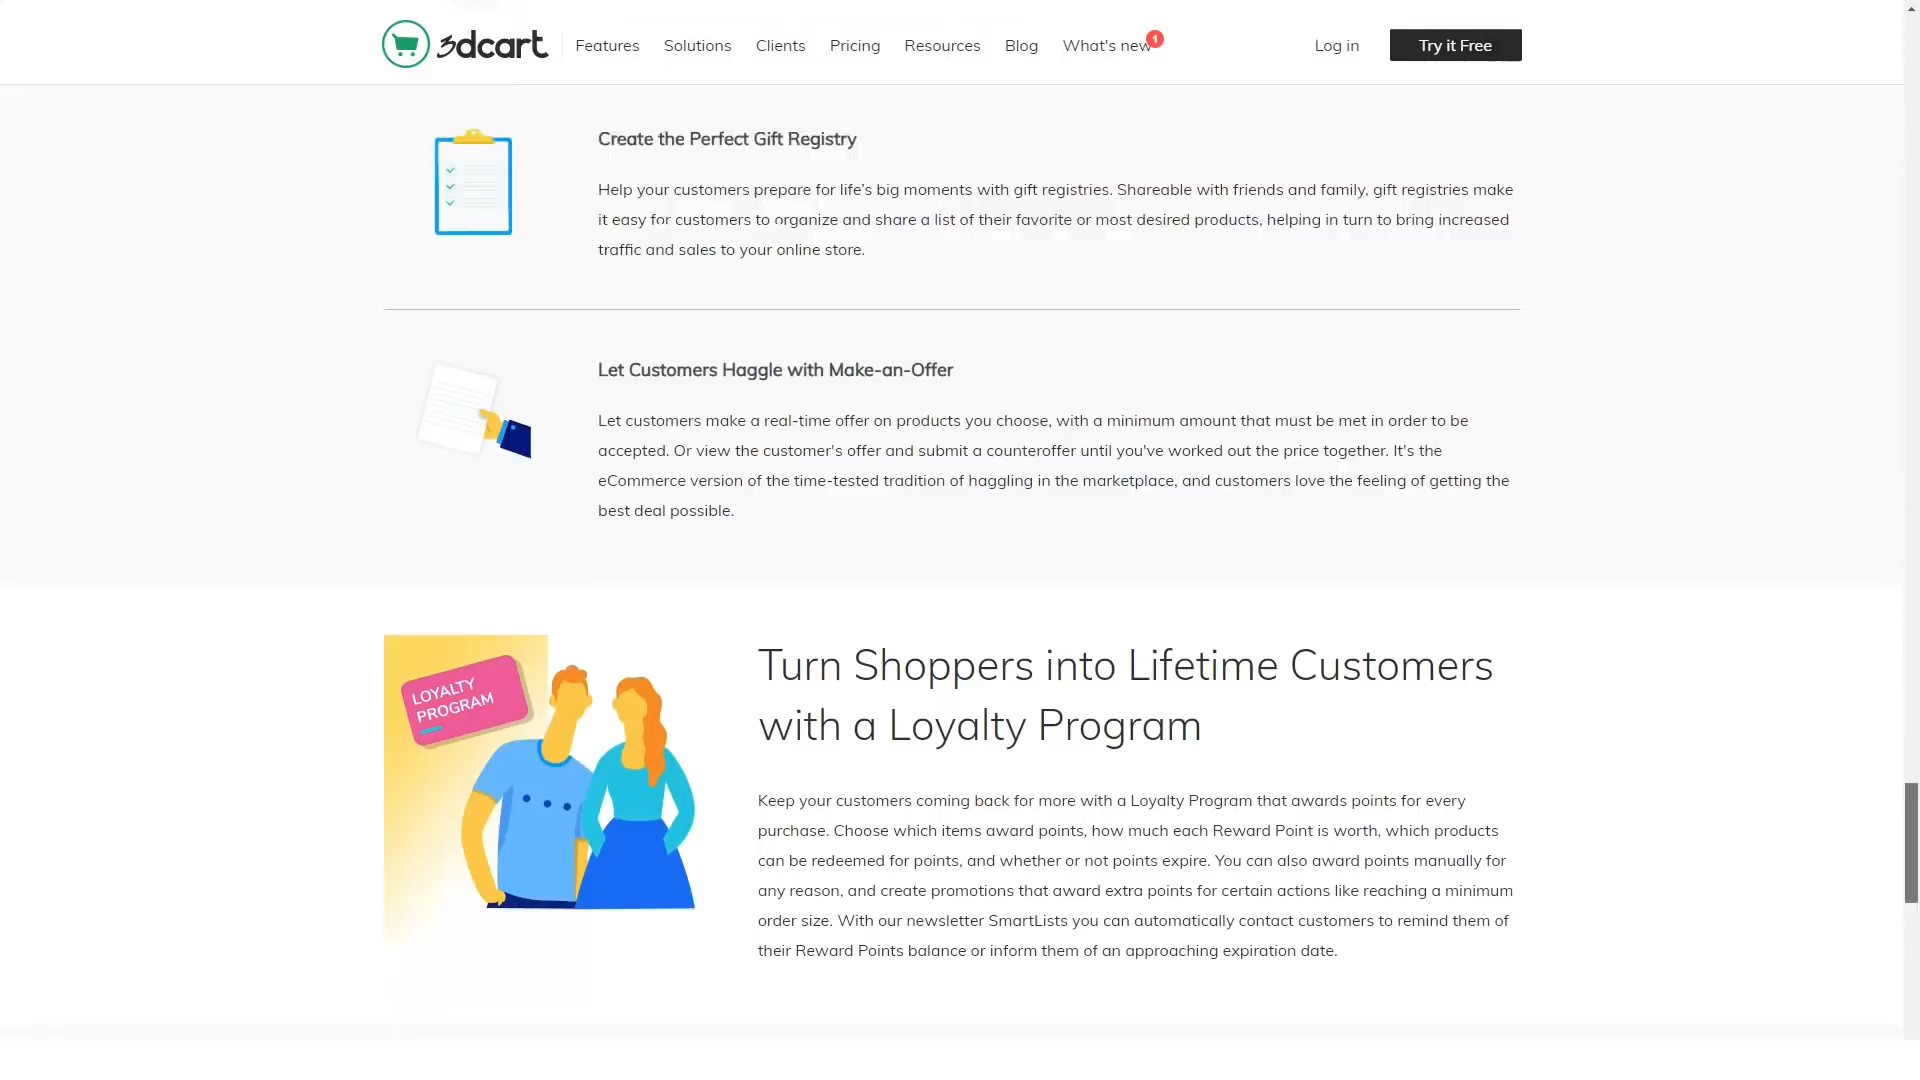 3dcart
Features Solutions Clients Pricing Resources Blog What's new 1 Log in Try it Free
Create the Perfect Gift Registry
Help your customers prepare for life’s big moments with gift registries. Shareable with friends and family, gift registries make
it easy for customers to organize and share a list of their favorite or most desired products, helping in turn to bring increased
traffic and sales to your online store.
Let Customers Haggle with Make-an-Offer
Let customers make a real-time offer on products you choose, with a minimum amount that must be met in order to be
accepted. Or view the customer's offer and submit a counteroffer until you've worked out the price together. It's the
eCommerce version of the time-tested tradition of haggling in the marketplace, and customers love the feeling of getting the
best deal possible.
LOYALTY
PROGRAM
Turn Shoppers into Lifetime Customers
with a Loyalty Program
Keep your customers coming back for more with a Loyalty Program that awards points for every
purchase. Choose which items award points, how much each Reward Point is worth, which products
can be redeemed for points, and whether or not points expire. You can also award points manually for
any reason, and create promotions that award extra points for certain actions like reaching a minimum
order size. With our newsletter SmartLists you can automatically contact customers to remind them of
their Reward Points balance or inform them of an approaching expiration date.